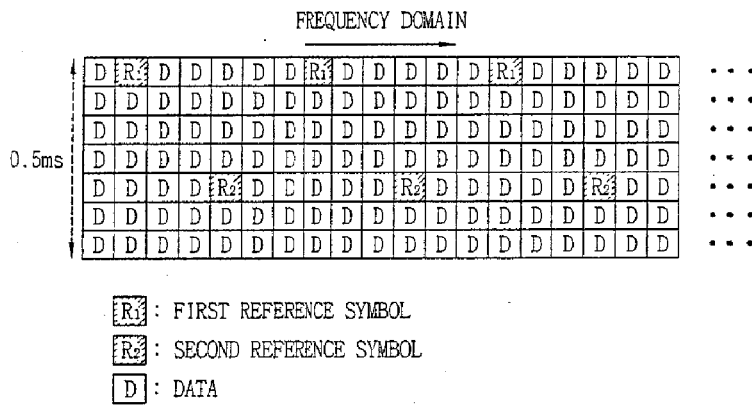 FREQUENCY DOMAIN
D R1 D D D D D R1 D D D D D R1 D D D D D
D D D D D D D D D D D D D D D D D D D
D D D D D D D D D D D D D D D D D D D
0.5ms D D D D D D D D D D D D D D D D D D D
D D D D R2 D D D D D R2 D D D D D R2 D D
D D D D D D D D D D D D D D D D D D D
D D D D D D D D D D D D D D D D D D D
R1 : FIRST REFERENCE SYMBOL
R2 : SECOND REFERENCE SYMBOL
D : DATA